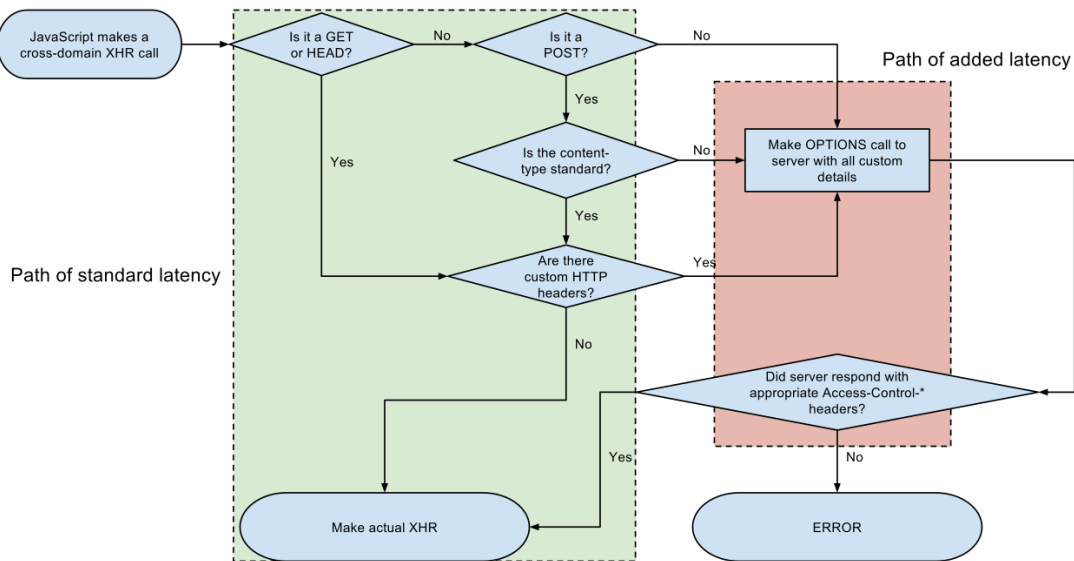 JavaScript makes a
cross-domain XHR call
Is it a GET
or HEAD?
No
Is it a
POST?
No
Path of added latency
Yes
Make OPTIONS call to
server with all custom
details
Is the content-
type standard?
No
Yes
Yes
Path of standard latency
Are there
custom HTTP
headers?
Yes
No
Did server respond with
appropriate Access-Control-*
headers?
Yes
No
Make actual XHR
ERROR